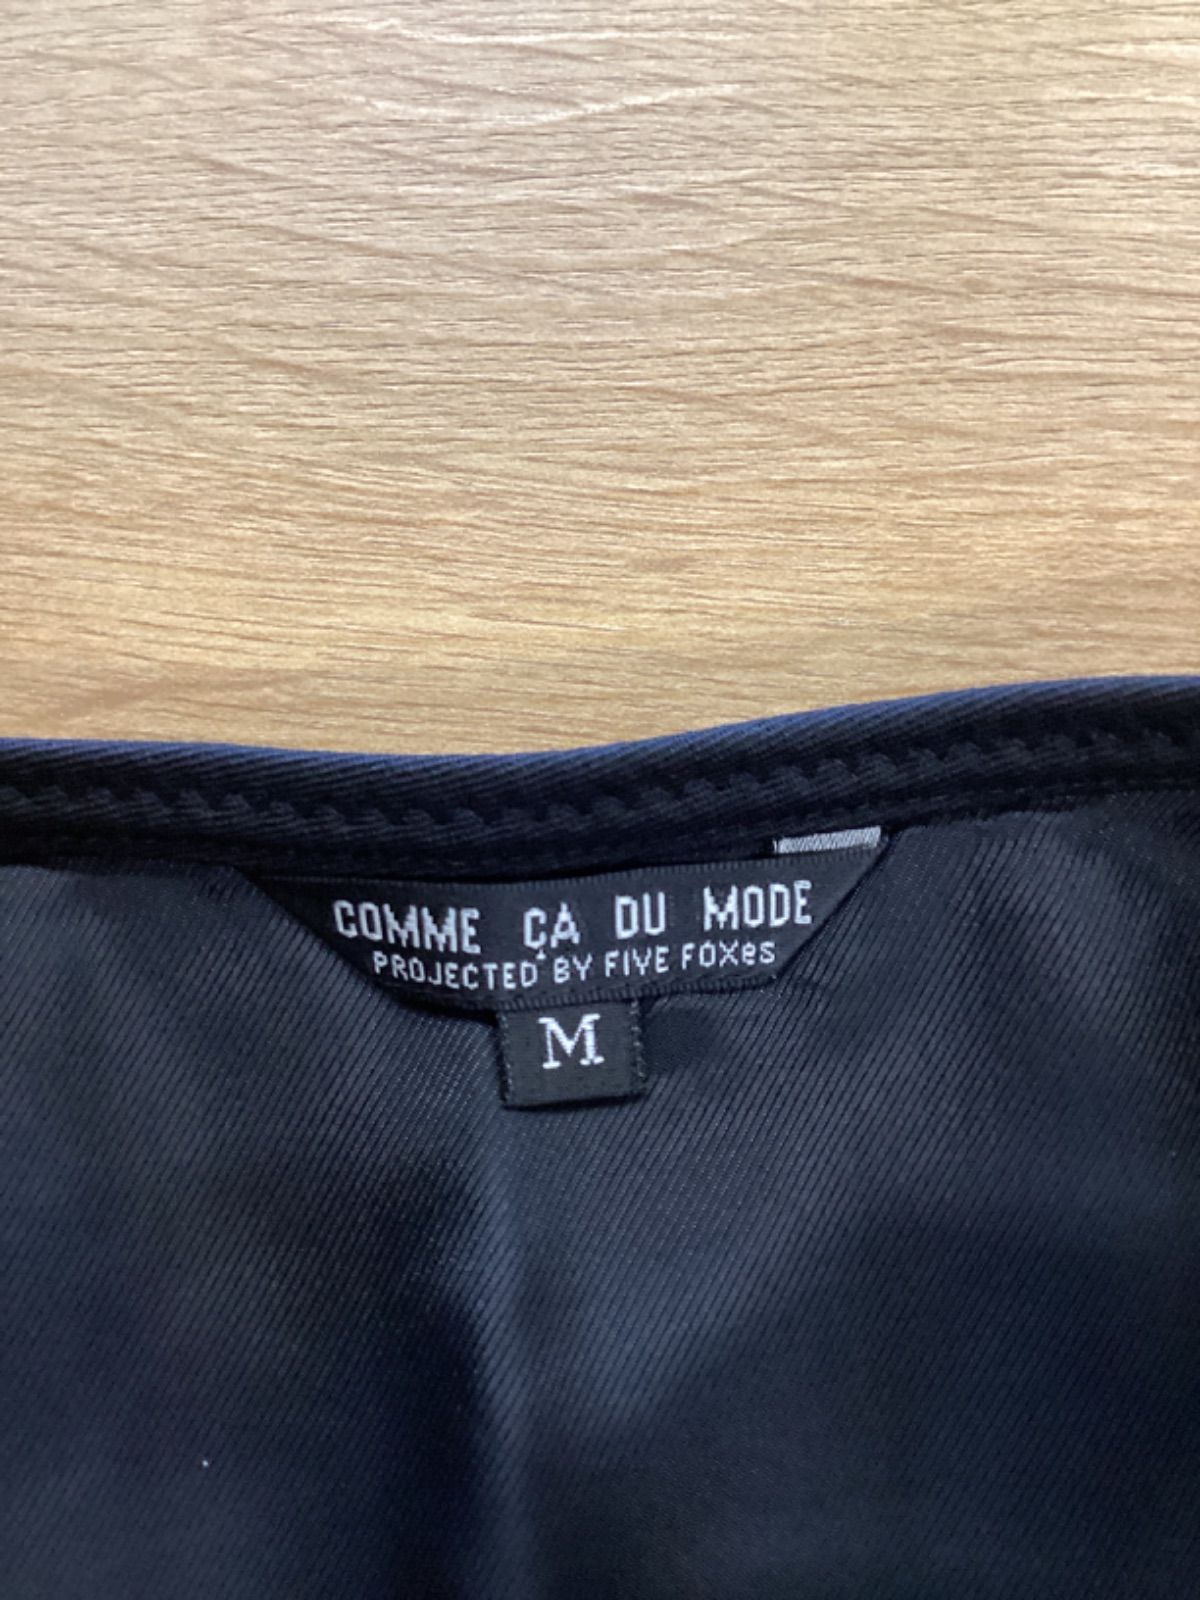 COMME ÇA DU MODE
PROJECTED BY FIVE FOXes
M